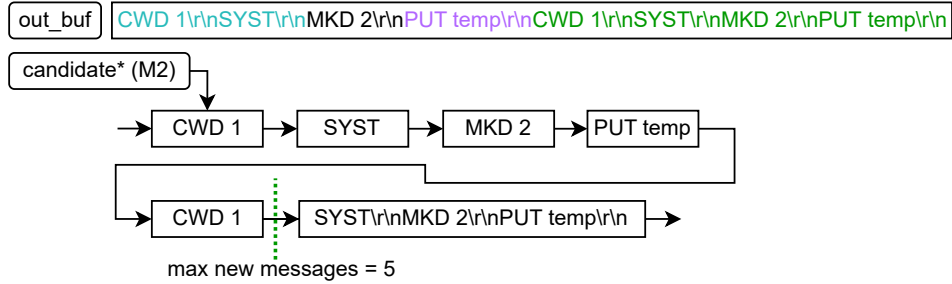 out_buf CWD 1\r\nSYST\r\nMKD 2\r\nPUT temp\r\nCWD 1\r\nSYST\r\nMKD 2\r\nPUT temp\r\n
candidate* (M2)
CWD 1 SYST MKD 2 PUT temp
CWD 1 SYST\r\nMKD 2\r\nPUT temp\r\n
max new messages = 5